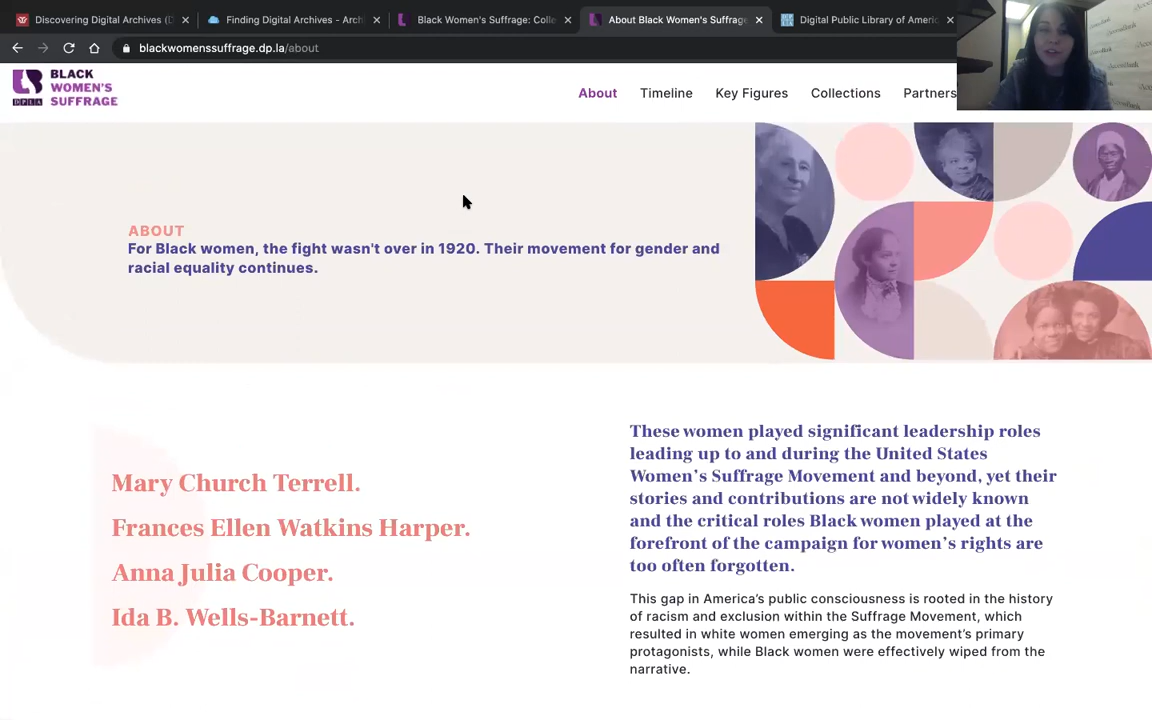 Discovering Digital Archives (D
Finding Digital Archives - Arch
Black Women's Suffrage: Colle
About Black Women's Suffrage
Digital Public Library of Americ
blackwomenssuffrage.dp.la/about
BLACK
WOMEN'S
SUFFRAGE
DPLA
About Timeline Key Figures Collections Partners
ABOUT
For Black women, the fight wasn't over in 1920. Their movement for gender and
racial equality continues.
Mary Church Terrell.
Frances Ellen Watkins Harper.
Anna Julia Cooper.
Ida B. Wells-Barnett.
These women played significant leadership roles
leading up to and during the United States
Women's Suffrage Movement and beyond, yet their
stories and contributions are not widely known
and the critical roles Black women played at the
forefront of the campaign for women's rights are
too often forgotten.
This gap in America's public consciousness is rooted in the history
of racism and exclusion within the Suffrage Movement, which
resulted in white women emerging as the movement's primary
protagonists, while Black women were effectively wiped from the
narrative.